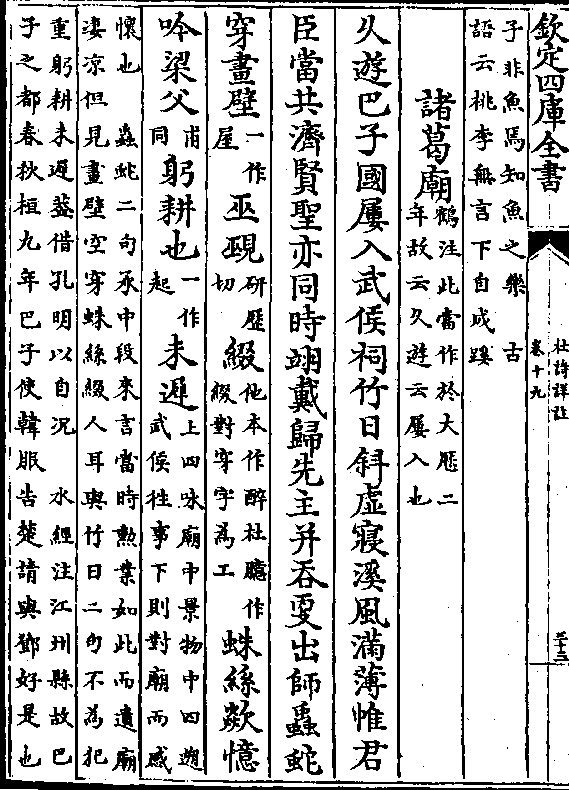 欽定四庫全書
杜詩詳註
卷十九
二十三
子非魚焉知魚之樂 古
語云桃李無言下自成蹊
諸葛廟
鶴注此當作於大厯二
年故云久遊云屢入也
久遊巴子國屢入武侯祠竹日斜虛寢溪風滿薄帷君
臣當共濟賢聖亦同時翊戴歸先主并吞更出師蟲蛇
穿畫壁
一作
屋
巫覡
研歷
切
綴
他本作醉杜臆作
綴對穿字為工
蛛絲歘憶
吟梁父
甫
同
躬耕也
一作
起
未遲
上四咏廟中景物中四遡
武侯徃事下則對廟而感
懷也 蟲蛇二句承中段來言當時勲業如此而遺廟
淒凉但見畫壁空穿蛛絲綴人耳與竹日二句不為犯
重躬耕未遲葢借孔明以自况 水經注江州縣故巴
子之都春秋桓九年巴子使韓服告楚請與鄧好是也